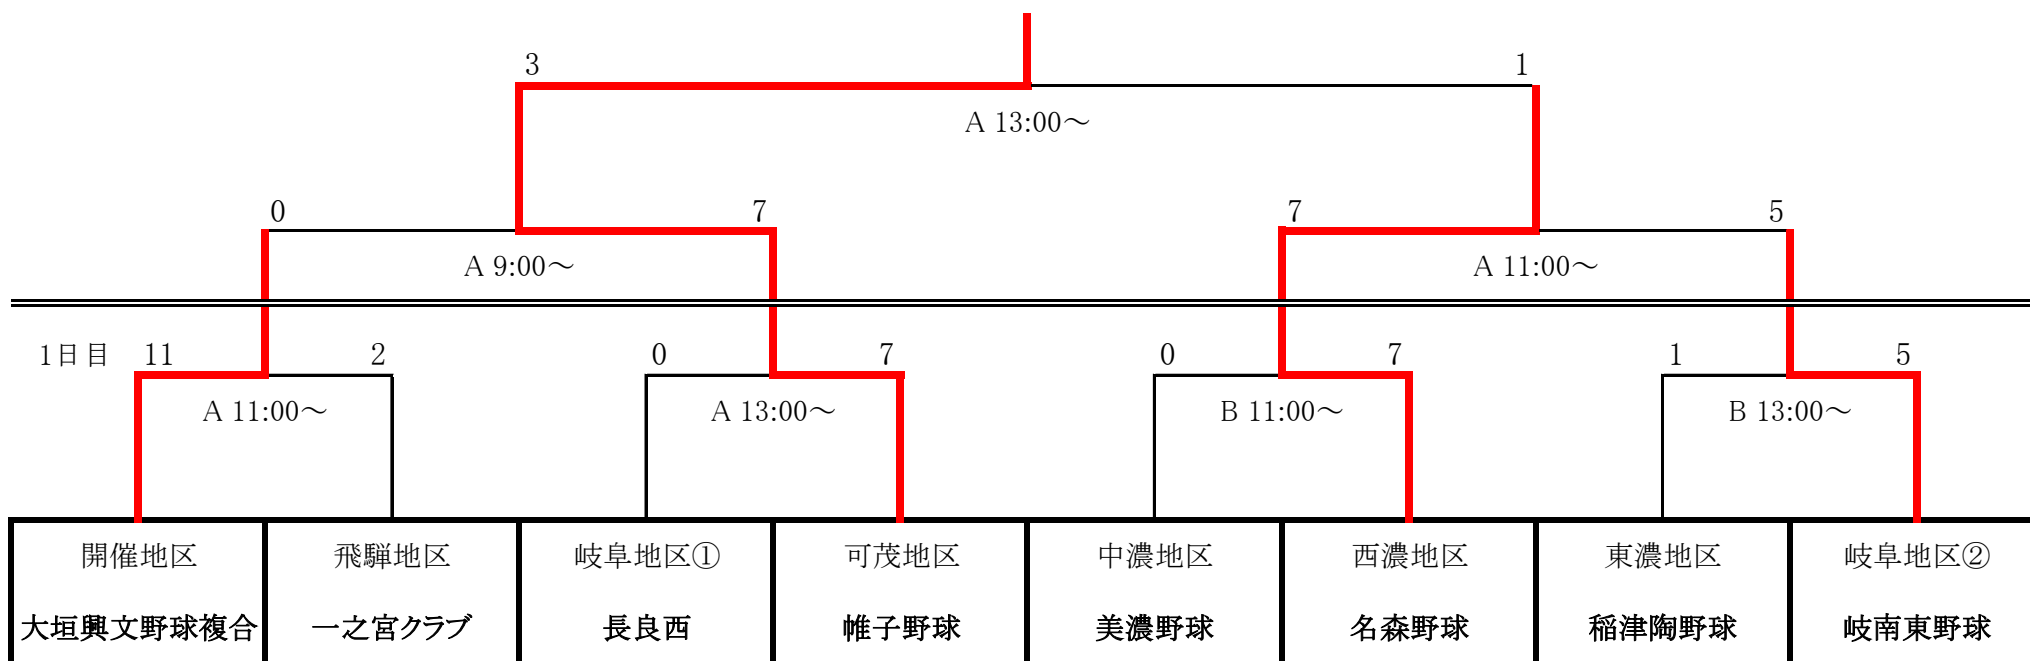 3 1
A 13:00～
0 7 7 5
A 9:00～ A 11:00～
1日目 11 2 0 7 0 7 1 5
A 11:00～ A 13:00～ B 11:00～ B 13:00～
開催地区 飛騨地区 岐阜地区① 可茂地区 中濃地区 西濃地区 東濃地区 岐阜地区②
大垣興文野球複合 一之宮クラブ 長良西 帷子野球 美濃野球 名森野球 稲津陶野球 岐南東野球